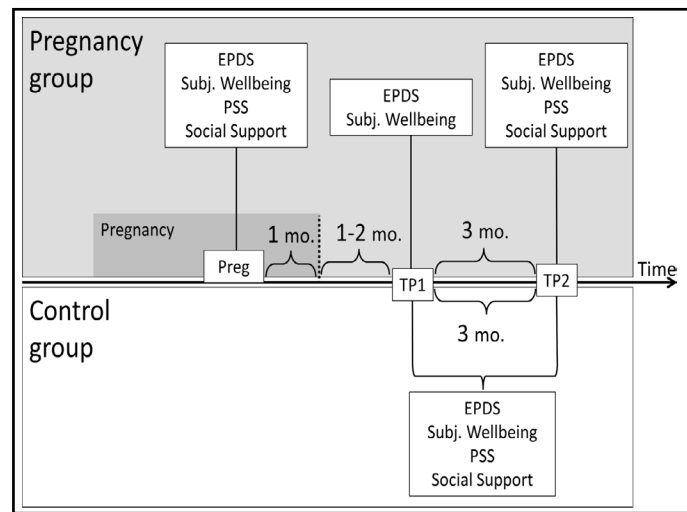 Pregnancy
group
EPDS
Subj. Wellbeing
PSS
Social Support
EPDS
Subj. Wellbeing
EPDS
Subj. Wellbeing
PSS
Social Support
Pregnancy
1 mo.
1-2 mo.
3 mo.
Preg
TP1
TP2
Time
Control
group
3 mo.
EPDS
Subj. Wellbeing
PSS
Social Support